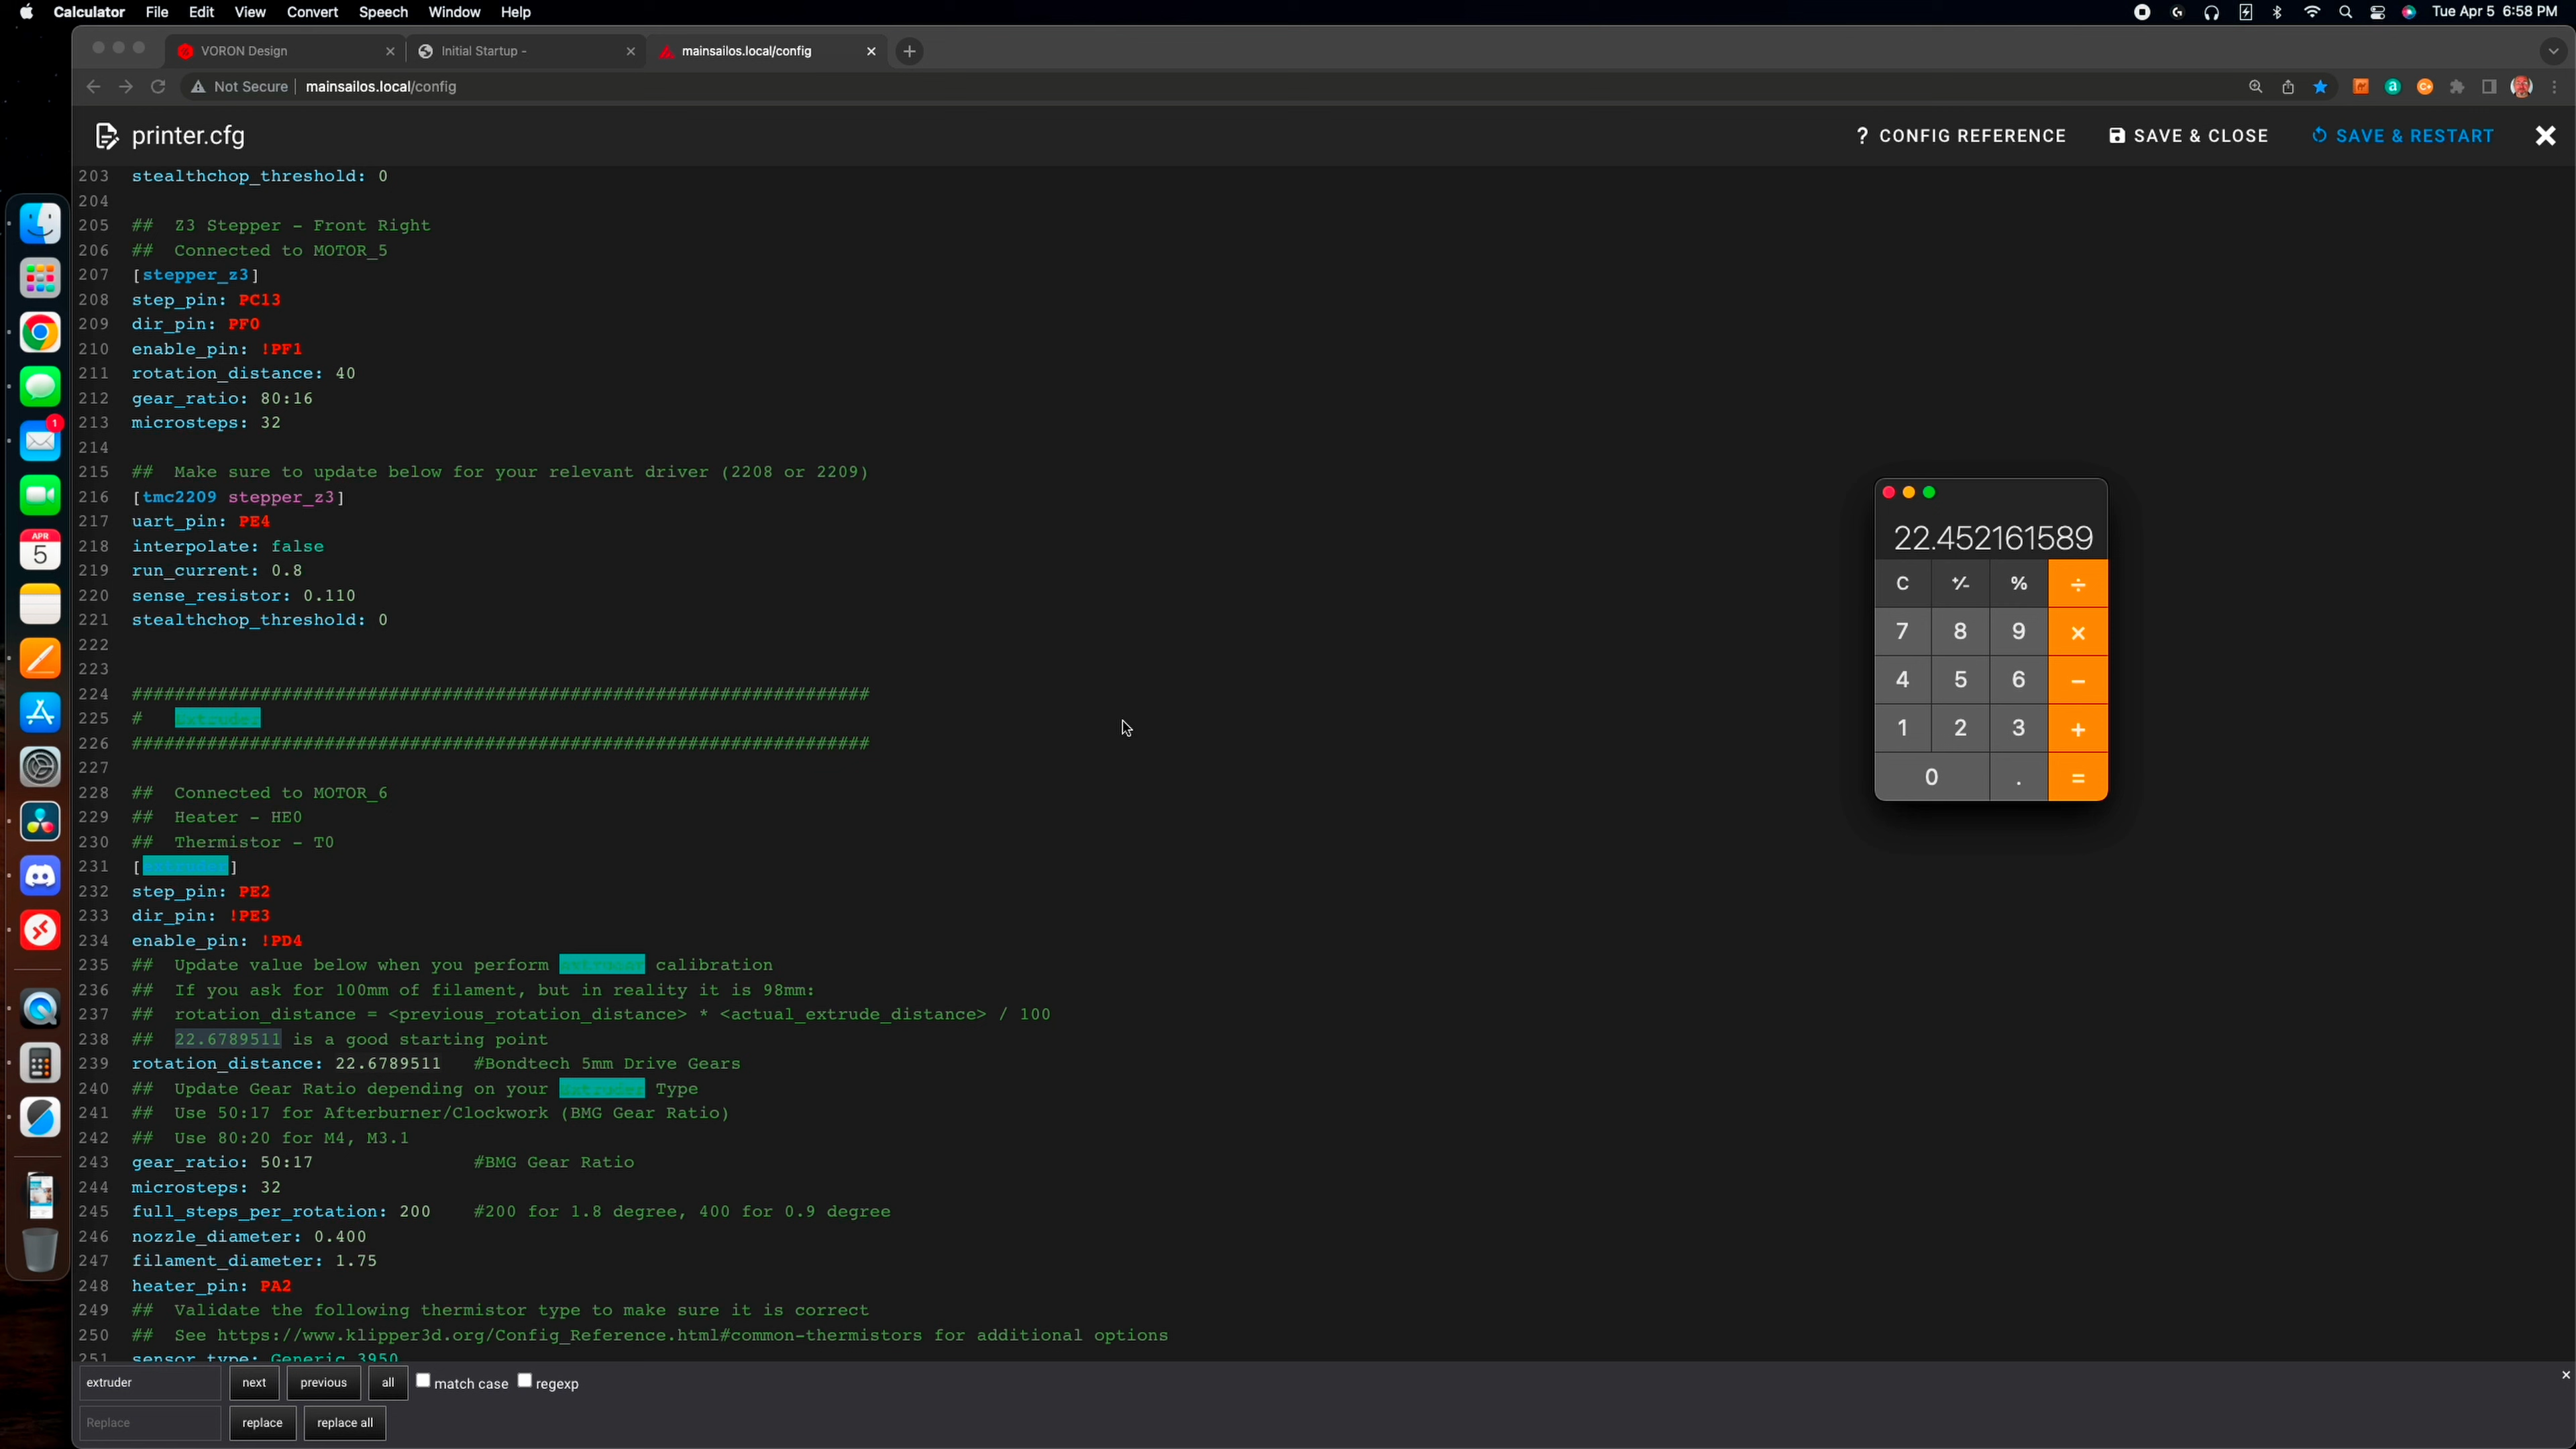 Calculator File Edit View Convert Speech Window Help
Tue Apr 5 6:58 PM
VORON Design
Initial Startup -
mainsailos.local/config
Not Secure mainsailos.local/config
printer.cfg
? CONFIG REFERENCE
SAVE & CLOSE
SAVE & RESTART
203 stealthchop_threshold: 0
204
205 ## Z3 Stepper - Front Right
206 ## Connected to MOTOR_5
207 [stepper_z3]
208 step_pin: PC13
209 dir_pin: PF0
210 enable_pin: !PF1
211 rotation_distance: 40
212 gear_ratio: 80:16
213 microsteps: 32
214
215 ## Make sure to update below for your relevant driver (2208 or 2209)
216 [tmc2209 stepper_z3]
217 uart_pin: PE4
218 interpolate: false
219 run_current: 0.8
220 sense_resistor: 0.110
221 stealthchop_threshold: 0
222
223
224 #####################################################################
225 # Extruder
226 #####################################################################
227
228 ## Connected to MOTOR_6
229 ## Heater - HE0
230 ## Thermistor - T0
231 [extruder]
232 step_pin: PE2
233 dir_pin: !PE3
234 enable_pin: !PD4
235 ## Update value below when you perform extruder calibration
236 ## If you ask for 100mm of filament, but in reality it is 98mm:
237 ## rotation_distance = <previous_rotation_distance> * <actual_extrude_distance> / 100
238 ## 22.6789511 is a good starting point
239 rotation_distance: 22.6789511 #Bondtech 5mm Drive Gears
240 ## Update Gear Ratio depending on your Extruder Type
241 ## Use 50:17 for Afterburner/Clockwork (BMG Gear Ratio)
242 ## Use 80:20 for M4, M3.1
243 gear_ratio: 50:17 #BMG Gear Ratio
244 microsteps: 32
245 full_steps_per_rotation: 200 #200 for 1.8 degree, 400 for 0.9 degree
246 nozzle_diameter: 0.400
247 filament_diameter: 1.75
248 heater_pin: PA2
249 ## Validate the following thermistor type to make sure it is correct
250 ## See https://www.klipper3d.org/Config_Reference.html#common-thermistors for additional options
251 sensor_type: Generic 3950
22.452161589
C +/- % ÷
7 8 9 ×
4 5 6 −
1 2 3 +
0 . =
1
APR
5
extruder next previous all match case regexp
Replace replace replace all